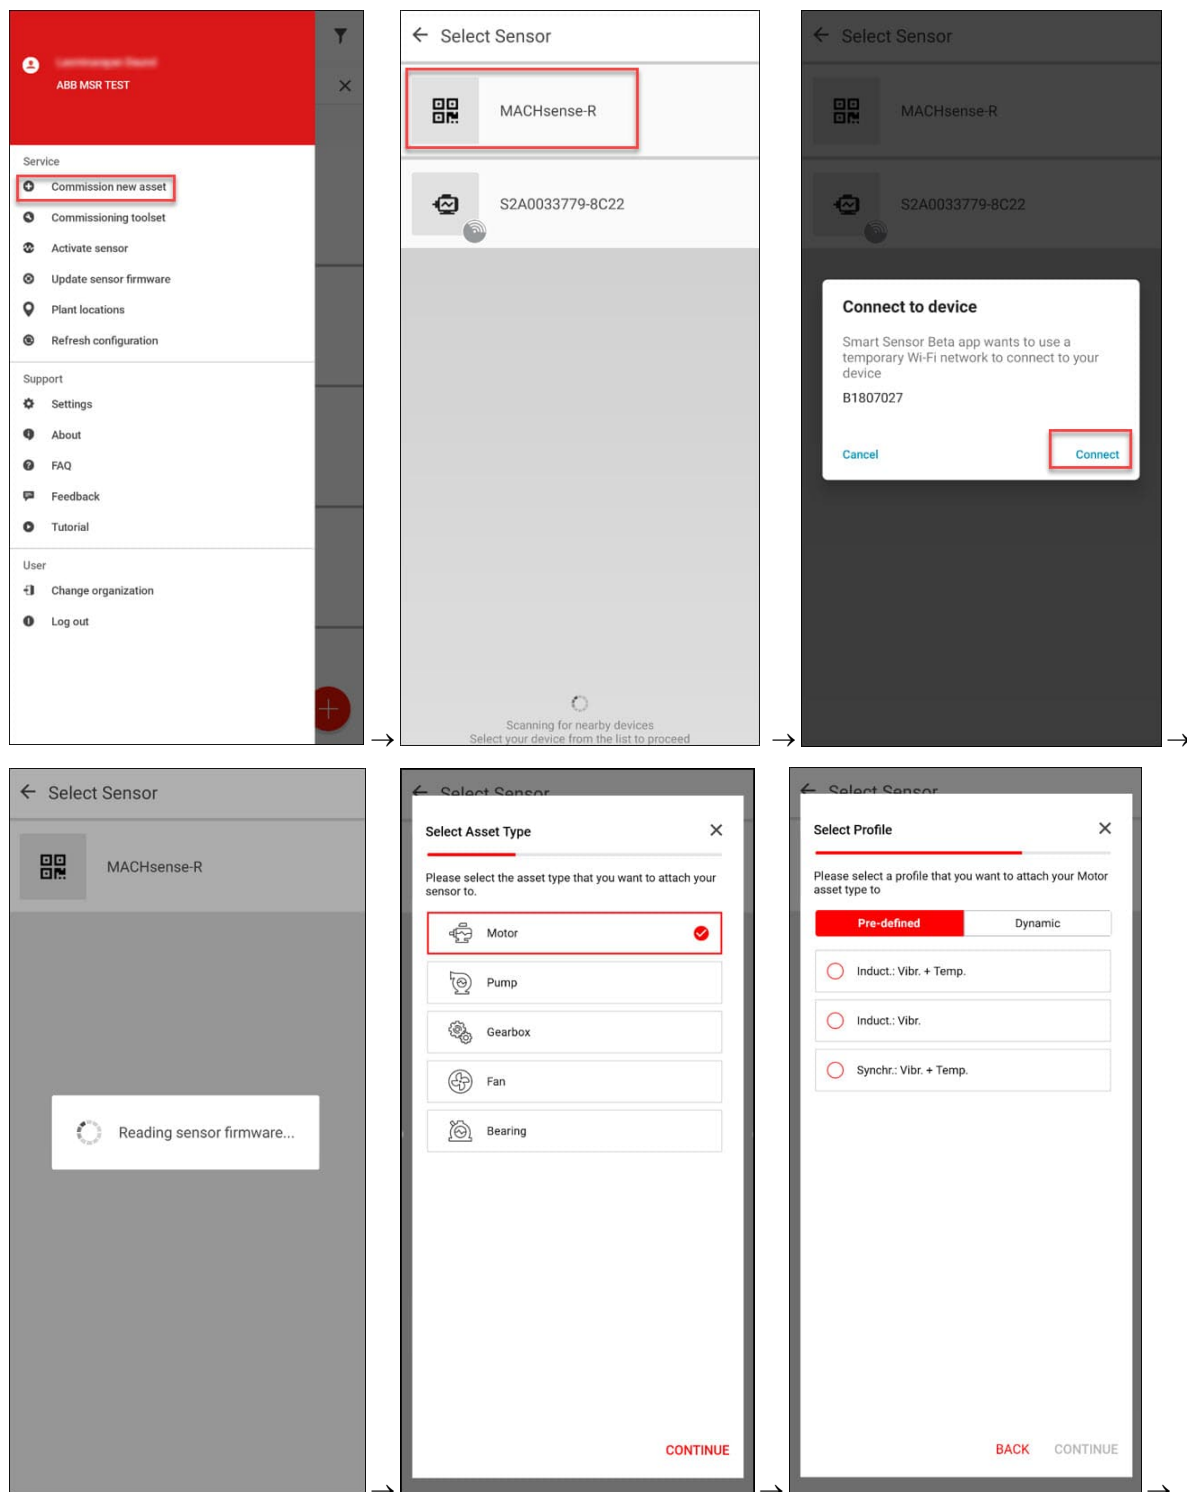 ABB MSR TEST
Service
Commission new asset
Commissioning toolset
Activate sensor
Update sensor firmware
Plant locations
Refresh configuration
Support
Settings
About
FAQ
Feedback
Tutorial
User
Change organization
Log out
→
Select Sensor
MACHsense-R
S2A0033779-8C22
Scanning for nearby devices
Select your device from the list to proceed
→
Select Sensor
MACHsense-R
S2A0033779-8C22
Connect to device
Smart Sensor Beta app wants to use a
temporary Wi-Fi network to connect to your
device
B1807027
Cancel Connect
→
Select Sensor
MACHsense-R
Reading sensor firmware...
→
Select Sensor
Select Asset Type
Please select the asset type that you want to attach your
sensor to.
Motor
Pump
Gearbox
Fan
Bearing
CONTINUE
→
Select Sensor
Select Profile
Please select a profile that you want to attach your Motor
asset type to
Pre-defined Dynamic
Induct.: Vibr. + Temp.
Induct.: Vibr.
Synchr.: Vibr. + Temp.
BACK CONTINUE
→